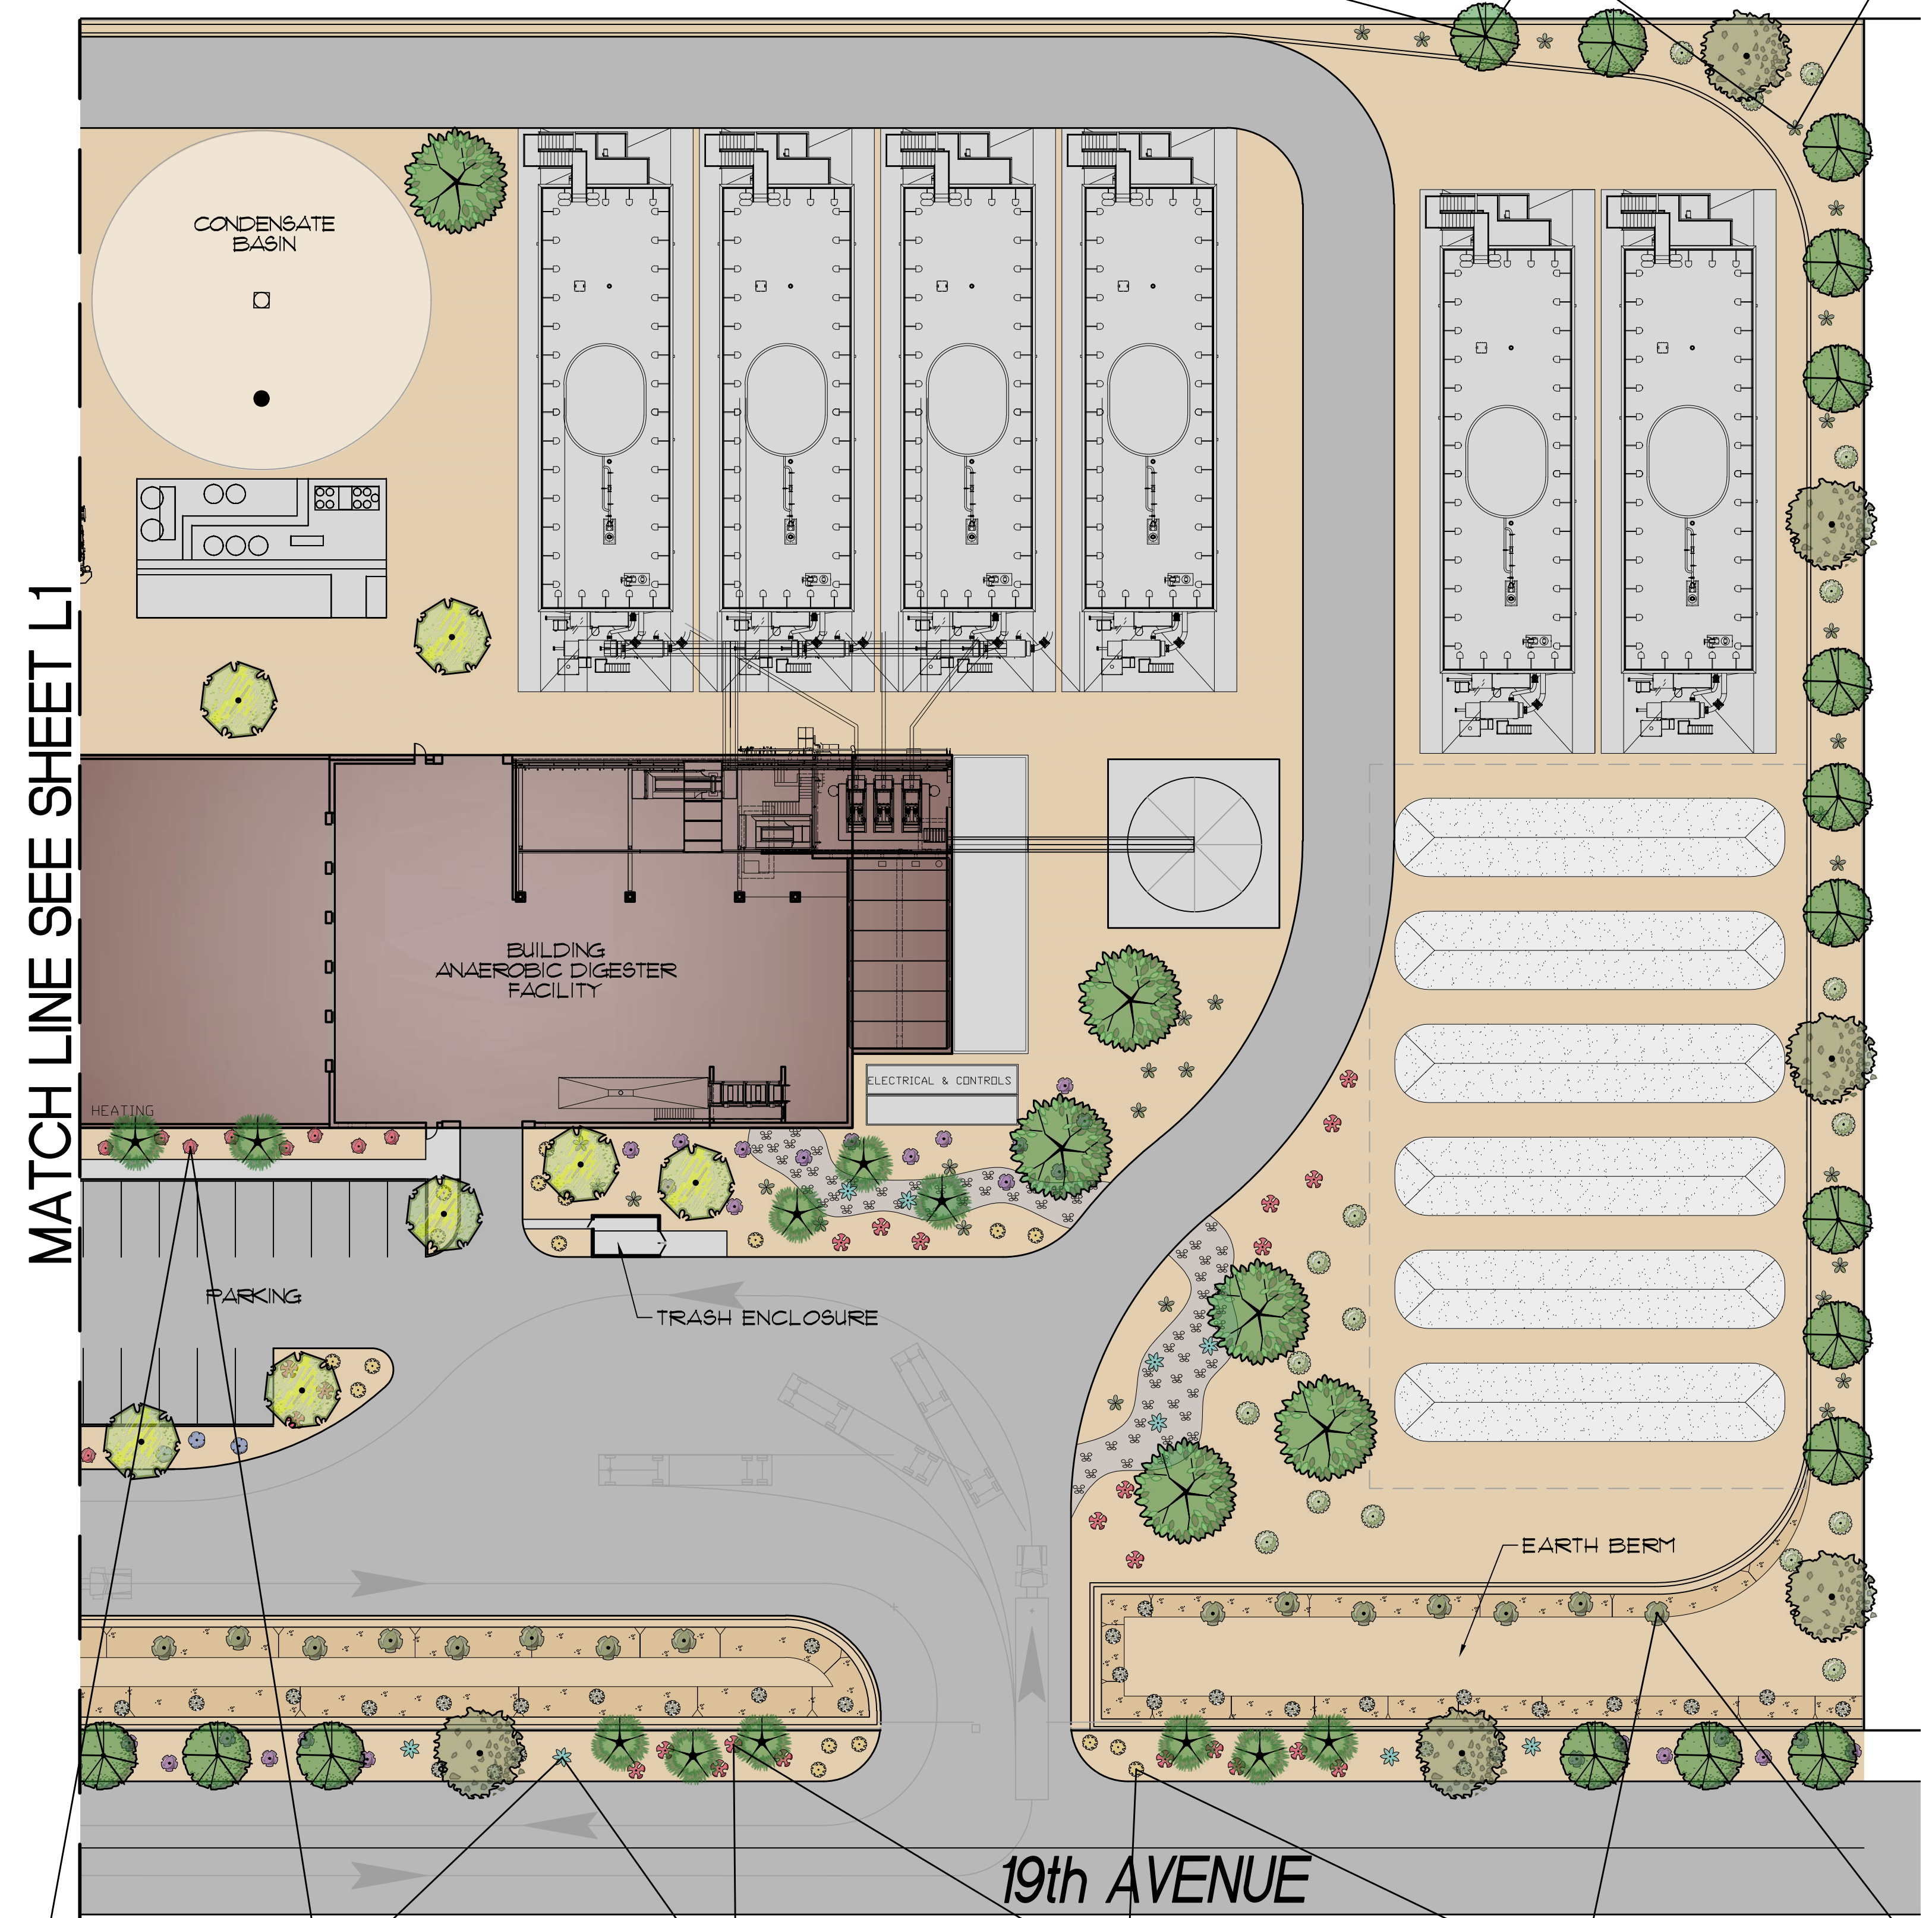 CONDENSATE
BASIN
MATCH LINE SEE SHEET L1
BUILDING
ANAEROBIC DIGESTER
FACILITY
ELECTRICAL & CONTROLS
HEATING
PARKING
TRASH ENCLOSURE
EARTH BERM
19th AVENUE